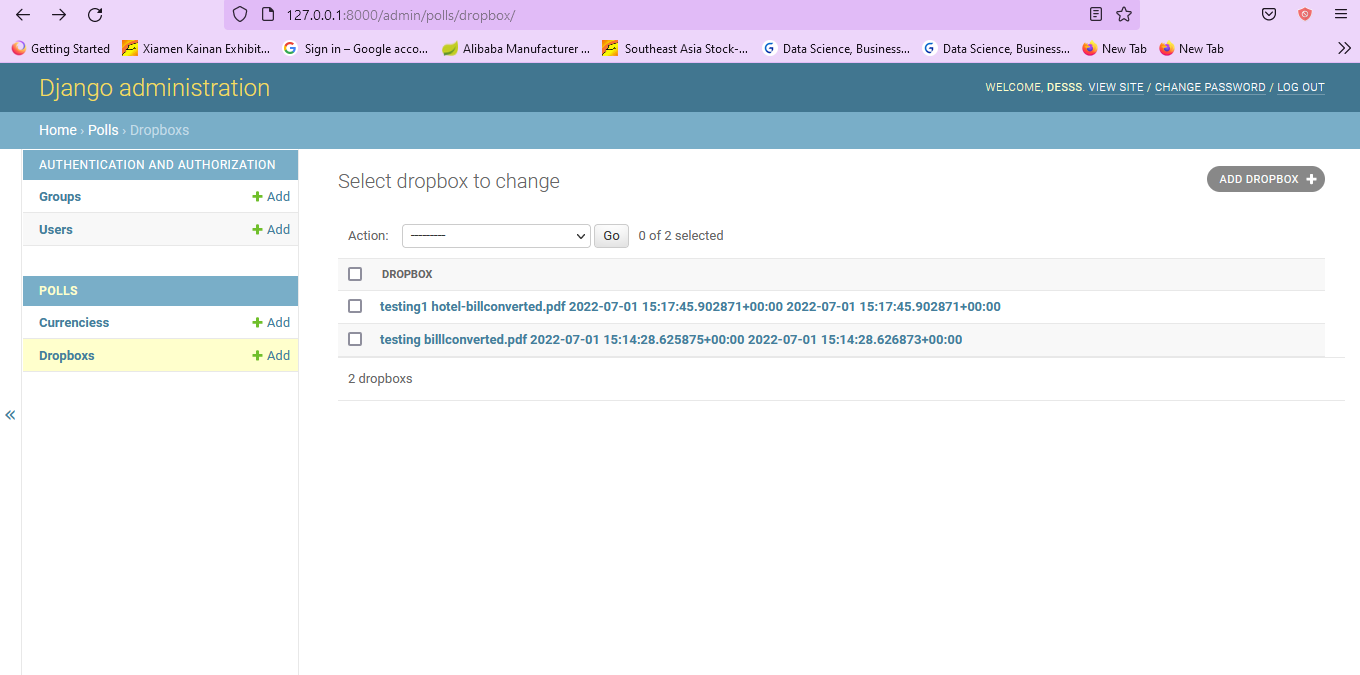 127.0.0.1:8000/admin/polls/dropbox/
Getting Started Xiamen Kainan Exhibit... Sign in – Google acco... Alibaba Manufacturer ... Southeast Asia Stock-... Data Science, Business... Data Science, Business... New Tab New Tab
Django administration
WELCOME, DESSS. VIEW SITE / CHANGE PASSWORD / LOG OUT
Home › Polls › Dropboxs
AUTHENTICATION AND AUTHORIZATION
Groups + Add
Users + Add
POLLS
Currenciess + Add
Dropboxs + Add
«
Select dropbox to change
ADD DROPBOX +
Action: --------- Go 0 of 2 selected
DROPBOX
testing1 hotel-billconverted.pdf 2022-07-01 15:17:45.902871+00:00 2022-07-01 15:17:45.902871+00:00
testing billlconverted.pdf 2022-07-01 15:14:28.625875+00:00 2022-07-01 15:14:28.626873+00:00
2 dropboxs